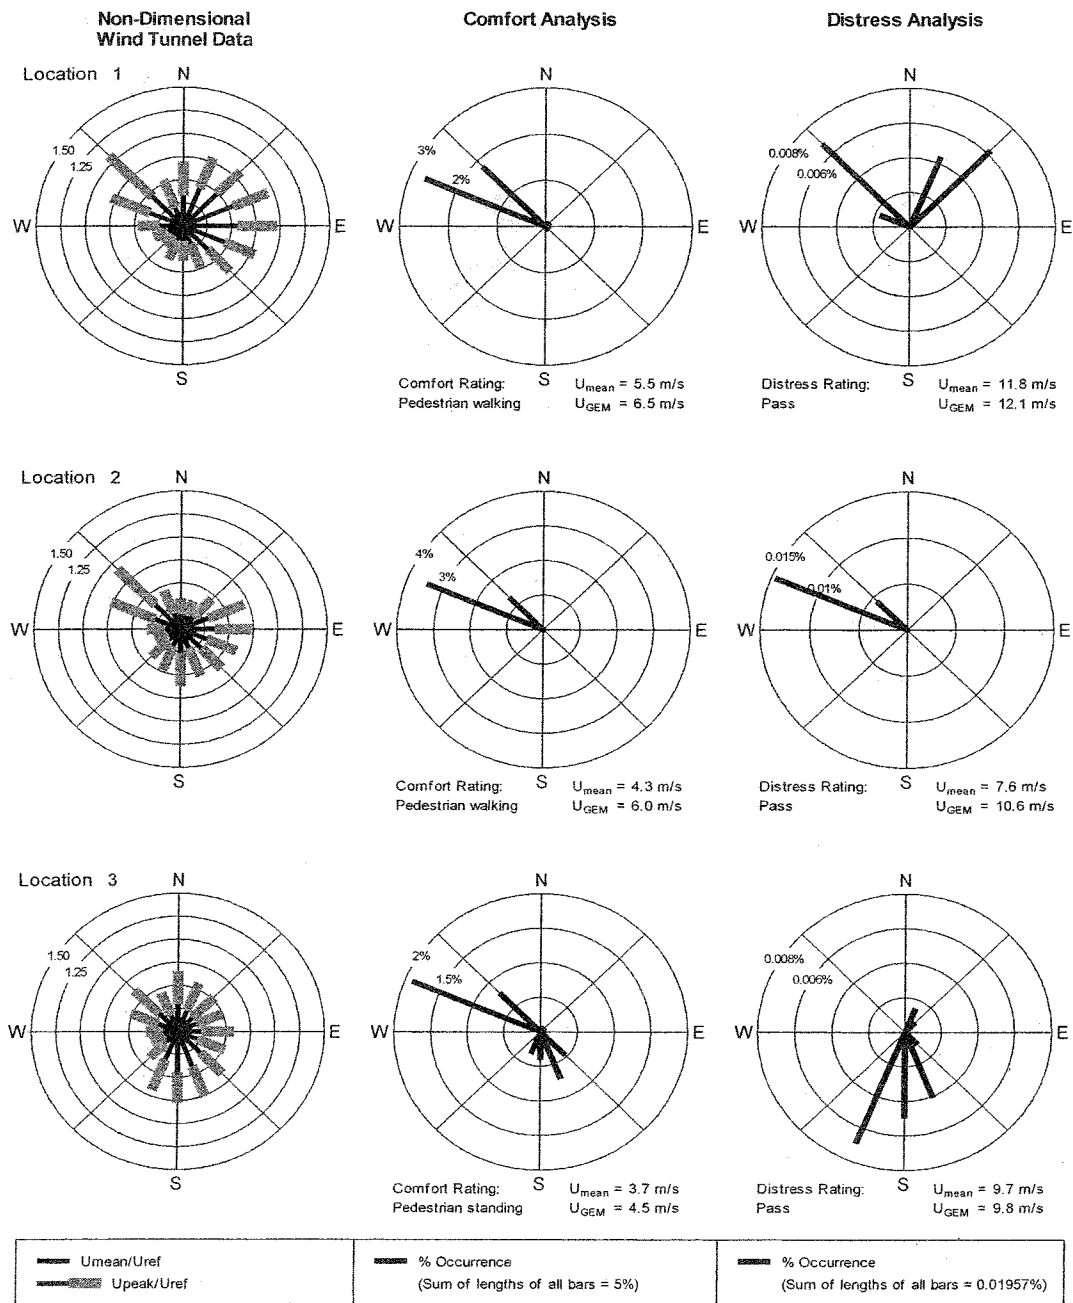 Non-Dimensional
Wind Tunnel Data
Comfort Analysis
Distress Analysis
Location 1
N
1.50
1.25
W
E
S
N
3%
2%
W
E
S
Comfort Rating:
Pedestrian walking
Umean = 5.5 m/s
UGEM = 6.5 m/s
N
0.008%
0.006%
W
E
Distress Rating:
Pass
Umean = 11.8 m/s
UGEM = 12.1 m/s
Location 2
N
1.50
1.25
W
E
S
N
4%
3%
W
E
S
Comfort Rating:
Pedestrian walking
Umean = 4.3 m/s
UGEM = 6.0 m/s
N
0.015%
0.01%
W
E
S
Distress Rating:
Pass
Umean = 7.6 m/s
UGEM = 10.6 m/s
Location 3
N
1.50
1.25
W
E
S
N
2%
1.5%
W
E
S
Comfort Rating:
Pedestrian standing
Umean = 3.7 m/s
UGEM = 4.5 m/s
N
0.008%
0.006%
W
E
S
Distress Rating:
Pass
Umean = 9.7 m/s
UGEM = 9.8 m/s
Umean/Uref
Upeak/Uref
% Occurrence
(Sum of lengths of all bars = 5%)
% Occurrence
(Sum of lengths of all bars = 0.01957%)